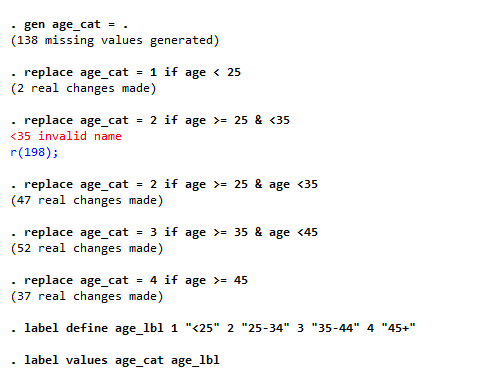 . gen age_cat = .
(138 missing values generated)
. replace age_cat = 1 if age < 25
(2 real changes made)
. replace age_cat = 2 if age >= 25 & <35
<35 invalid name
r(198);
. replace age_cat = 2 if age >= 25 & age <35
(47 real changes made)
. replace age_cat = 3 if age >= 35 & age <45
(52 real changes made)
. replace age_cat = 4 if age >= 45
(37 real changes made)
. label define age_lbl 1 "<25" 2 "25-34" 3 "35-44" 4 "45+"
. label values age_cat age_lbl